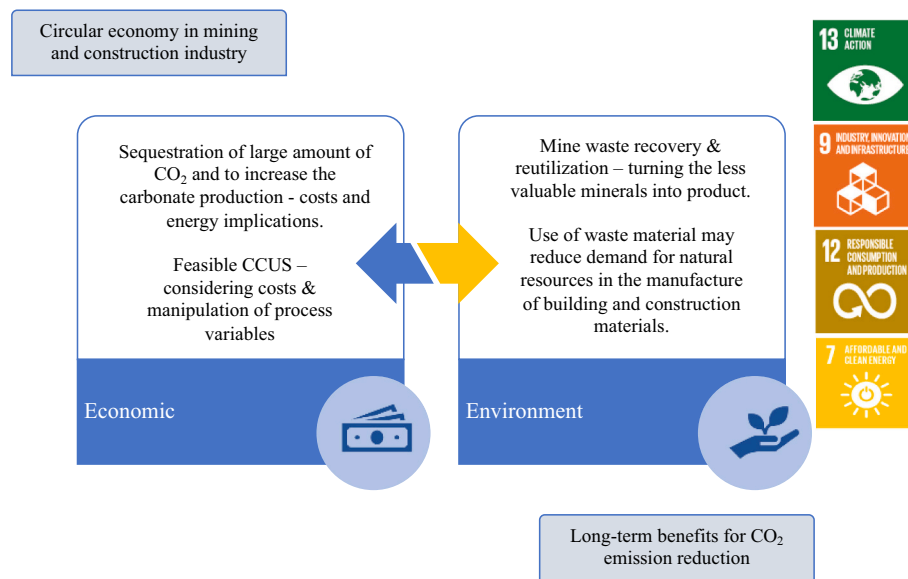 Circular economy in mining
and construction industry
Sequestration of large amount of
CO₂ and to increase the
carbonate production - costs and
energy implications.
Feasible CCUS –
considering costs &
manipulation of process
variables
Economic
Mine waste recovery &
reutilization – turning the less
valuable minerals into product.
Use of waste material may
reduce demand for natural
resources in the manufacture
of building and construction
materials.
Environment
13 CLIMATE
ACTION
9 INDUSTRY, INNOVATION
AND INFRASTRUCTURE
12 RESPONSIBLE
CONSUMPTION
AND PRODUCTION
7 AFFORDABLE AND
CLEAN ENERGY
Long-term benefits for CO₂
emission reduction